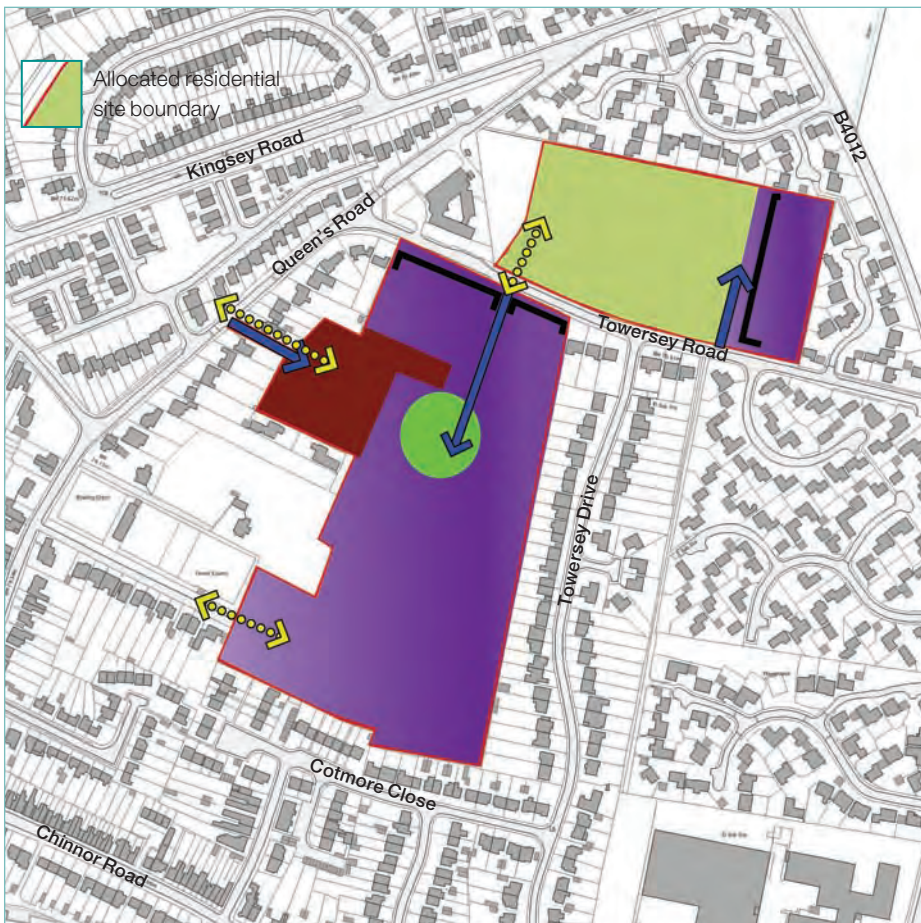 Allocated residential
site boundary
Kingsey Road
B4012
Queen's Road
Towersey Road
Towersey Drive
Cotmore Close
Chinnor Road